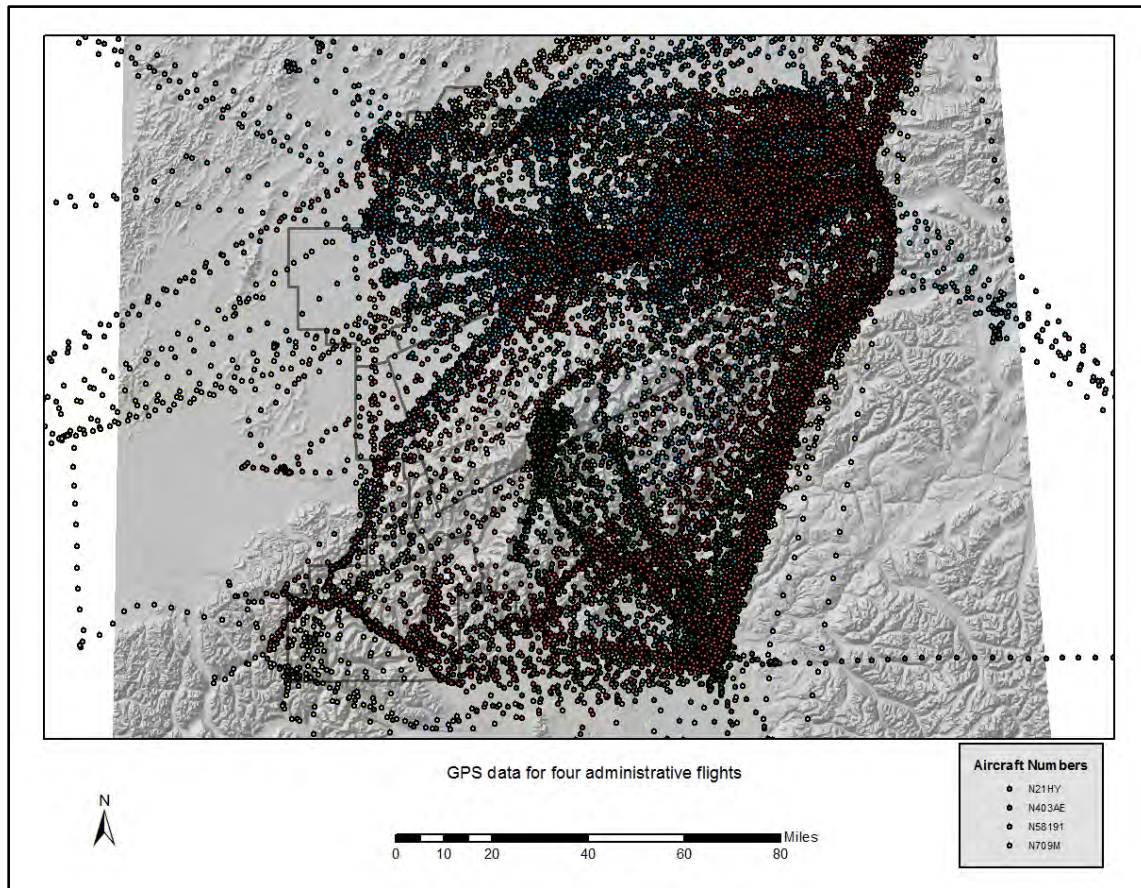 GPS data for four administrative flights
N
Miles
0 10 20 40 60 80
Aircraft Numbers
N21HY
N403AE
N58191
N709M